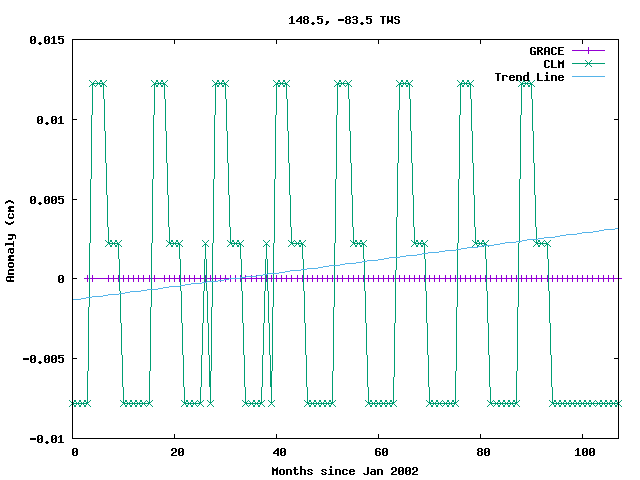 148.5, -83.5 TWS
GRACE
CLM
Trend Line
0.015
0.01
0.005
0
-0.005
-0.01
Anomaly (cm)
0 20 40 60 80 100
Months since Jan 2002